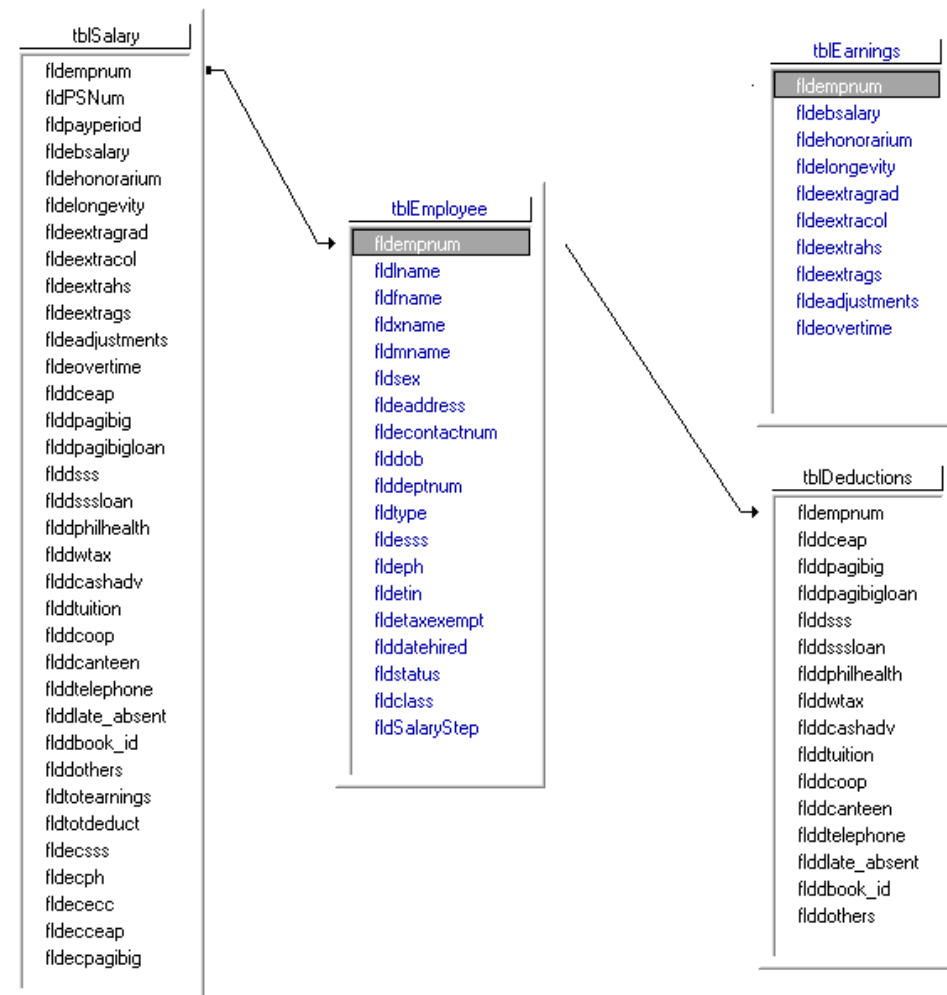 tblSalary
fldempnum
fldPSNum
fldpayperiod
fldebsalary
fldehonorarium
fldelongevity
fldeextragrad
fldeextracol
fldeextrahs
fldeextrags
fldeadjustments
fldeovertime
flddceap
flddpagibig
flddpagibigloan
flddsss
flddsssloan
flddphilhealth
flddwtax
flddcashadv
flddtuition
flddcoop
flddcanteen
flddtelephone
flddlate_absent
flddbook_id
flddothers
fldtotearnings
fldtotdeduct
fldecsss
fldecph
fldececc
fldecceap
fldecpagibig
tblEmployee
fldempnum
fldlname
fldfname
fldxname
fldmname
fldsex
fldeaddress
fldecontactnum
flddob
flddeptnum
fldtype
fldesss
fldeph
fldetin
fldetaxexempt
flddatehired
fldstatus
fldclass
fldSalaryStep
tblEarnings
fldempnum
fldebsalary
fldehonorarium
fldelongevity
fldeextragrad
fldeextracol
fldeextrahs
fldeextrags
fldeadjustments
fldeovertime
tblDeductions
fldempnum
flddceap
flddpagibig
flddpagibigloan
flddsss
flddsssloan
flddphilhealth
flddwtax
flddcashadv
flddtuition
flddcoop
flddcanteen
flddtelephone
flddlate_absent
flddbook_id
flddothers